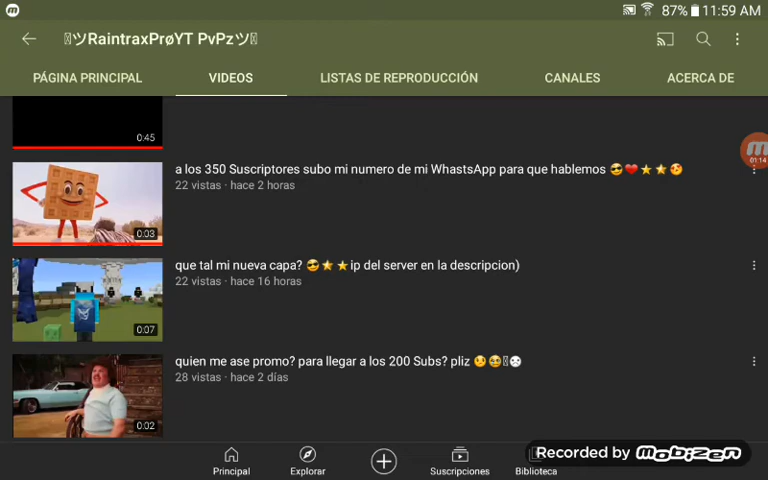 87% 11:59 AM
ツRaintraxPrøYT PvPzツ
PÁGINA PRINCIPAL VIDEOS LISTAS DE REPRODUCCIÓN CANALES ACERCA DE
0:45
01:14
a los 350 Suscriptores subo mi numero de mi WhastsApp para que hablemos 😎❤️⭐⭐🧐
22 vistas · hace 2 horas
0:03
que tal mi nueva capa? 😎⭐⭐ip del server en la descripcion)
22 vistas · hace 16 horas
0:07
quien me ase promo? para llegar a los 200 Subs? pliz
28 vistas · hace 2 días
0:02
Principal Explorar Suscripciones Biblioteca
Recorded by mobizen